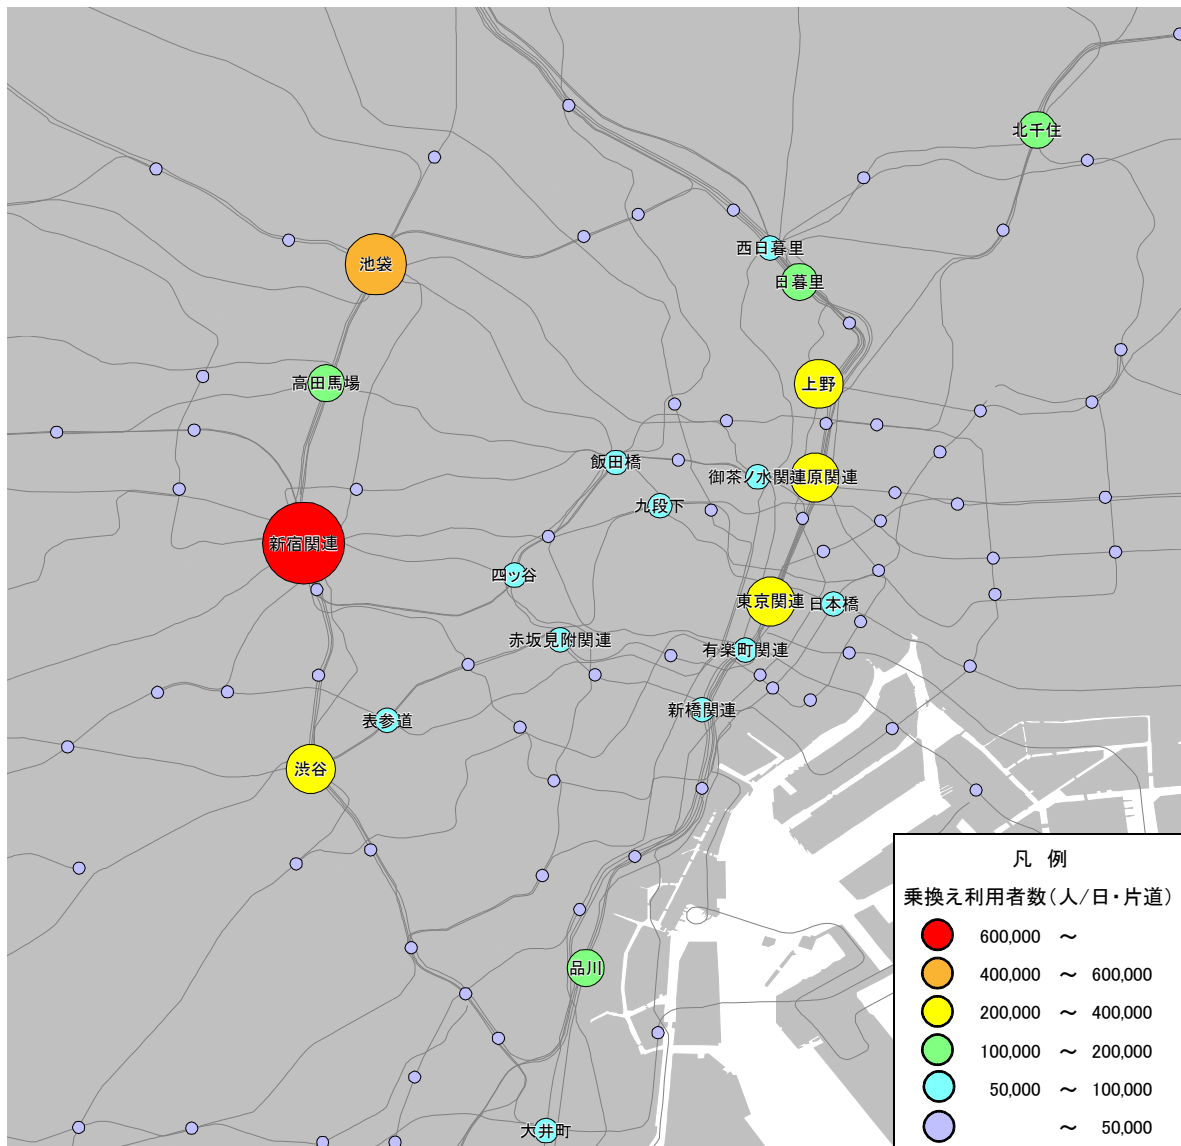 北千住
西日暮里
日暮里
池袋
高田馬場
上野
飯田橋
御茶ノ水関連
原関連
九段下
新宿関連
四ッ谷
東京関連
日本橋
赤坂見附関連
有楽町関連
表参道
新橋関連
渋谷
品川
大井町
凡 例
乗換え利用者数(人/日・片道)
600,000 ～
400,000 ～ 600,000
200,000 ～ 400,000
100,000 ～ 200,000
50,000 ～ 100,000
～ 50,000